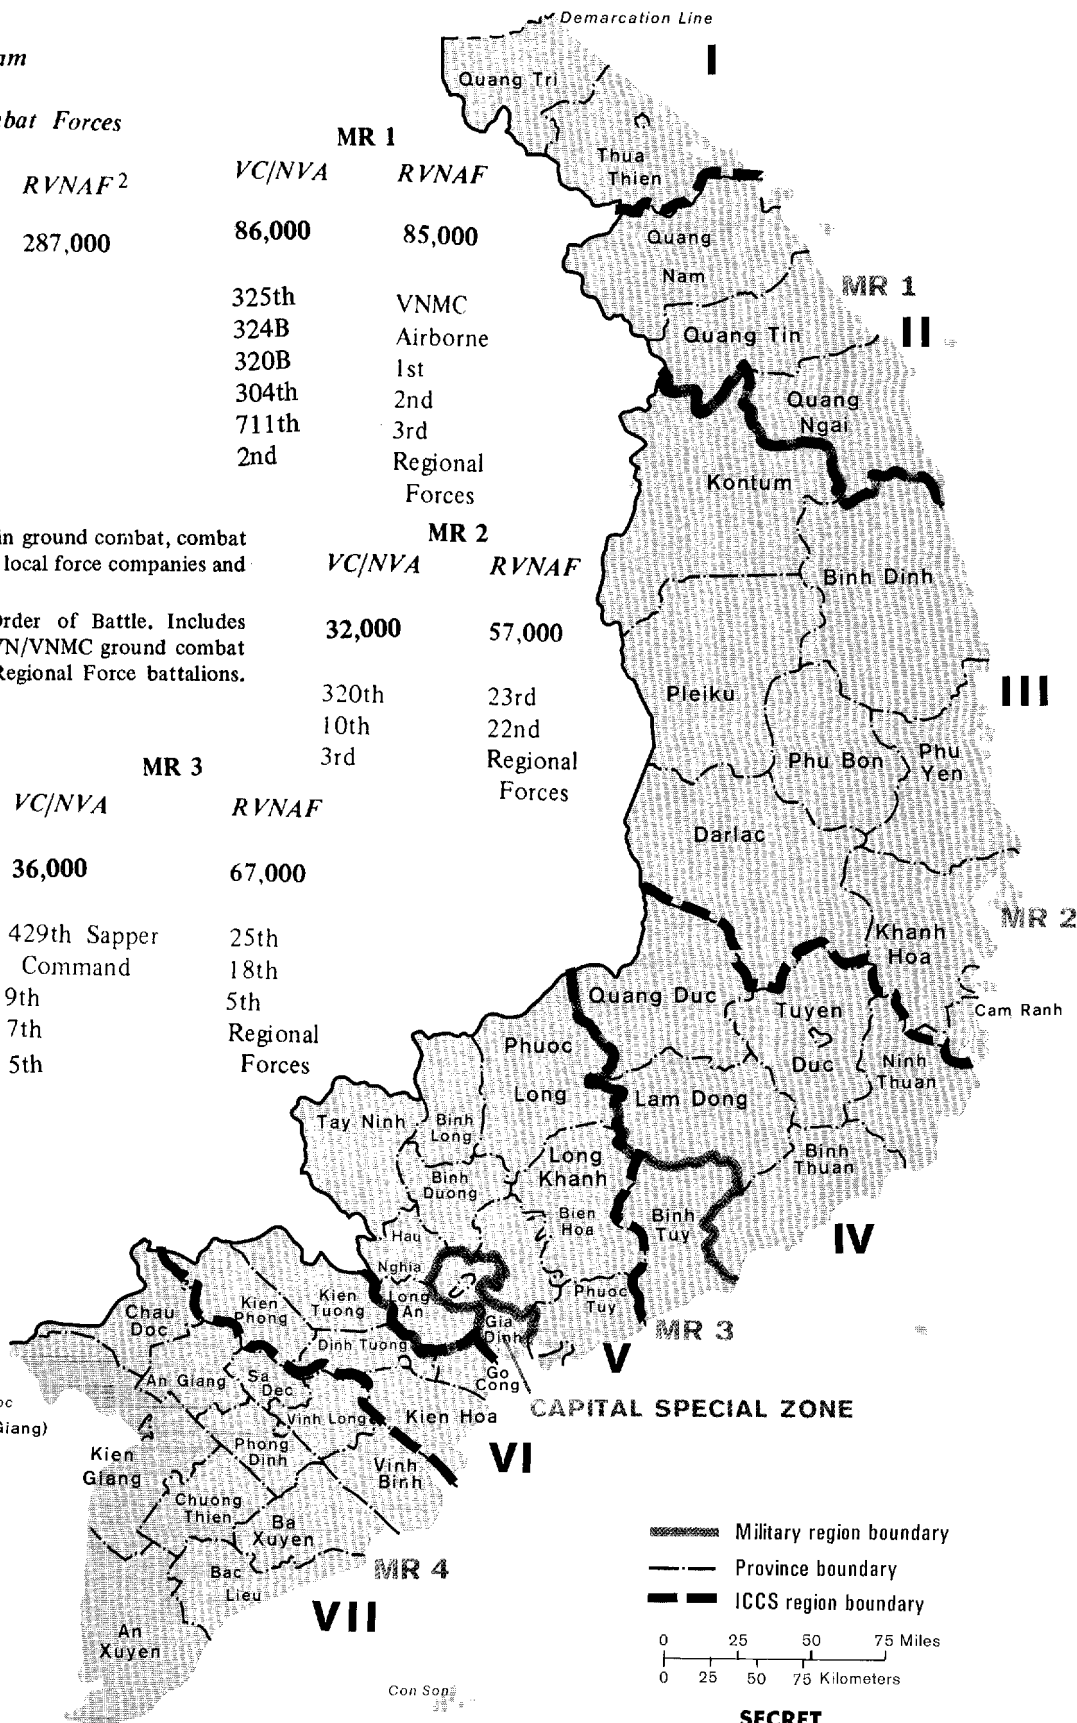 Demarcation Line
am
I
Quang Tri
bat Forces
MR 1
VC/NVA RVNAF
RVNAF 2
Thua
Thien
86,000 85,000
287,000
Quang
Nam
MR 1
325th VNMC
324B Airborne
320B 1st
304th 2nd
711th 3rd
2nd Regional
Forces
II
Quang Tin
Quang
Ngai
Kontum
in ground combat, combat
local force companies and
Order of Battle. Includes
VN/VNMC ground combat
Regional Force battalions.
MR 2
VC/NVA RVNAF
32,000 57,000
320th 23rd
10th 22nd
3rd Regional
Forces
Binh Dinh
Pleiku
III
Phu Bon
Phu
Yen
MR 3
VC/NVA RVNAF
36,000 67,000
429th Sapper 25th
Command 18th
9th 5th
7th Regional
5th Forces
Darlac
MR 2
Khanh
Hoa
Quang Duc
Tuyen
Duc
Cam Ranh
Ninh
Thuan
Phuoc
Long
Lam Dong
Tay Ninh
Binh
Long
Long
Khanh
Binh
Thuan
Binh
Duong
Bien
Hoa
Binh
Tuy
IV
Hau
Nghia
Long
An
Kien
Tuong
Kien
Phong
Phuoc
Tuy
Chau
Doc
Gia
Dinh
MR 3
Dinh Tuong
V
Go
Cong
An Giang
Sa
Dec
CAPITAL SPECIAL ZONE
oc
Giang)
Vinh Long
Kien Hoa
VI
Kien
Giang
Phong
Dinh
Vinh
Binh
Chuong
Thien
Ba
Xuyen
MR 4
Bac
Lieu
VII
An
Xuyen
Con Son
Military region boundary
Province boundary
ICCS region boundary
0 25 50 75 Miles
0 25 50 75 Kilometers
SECRET